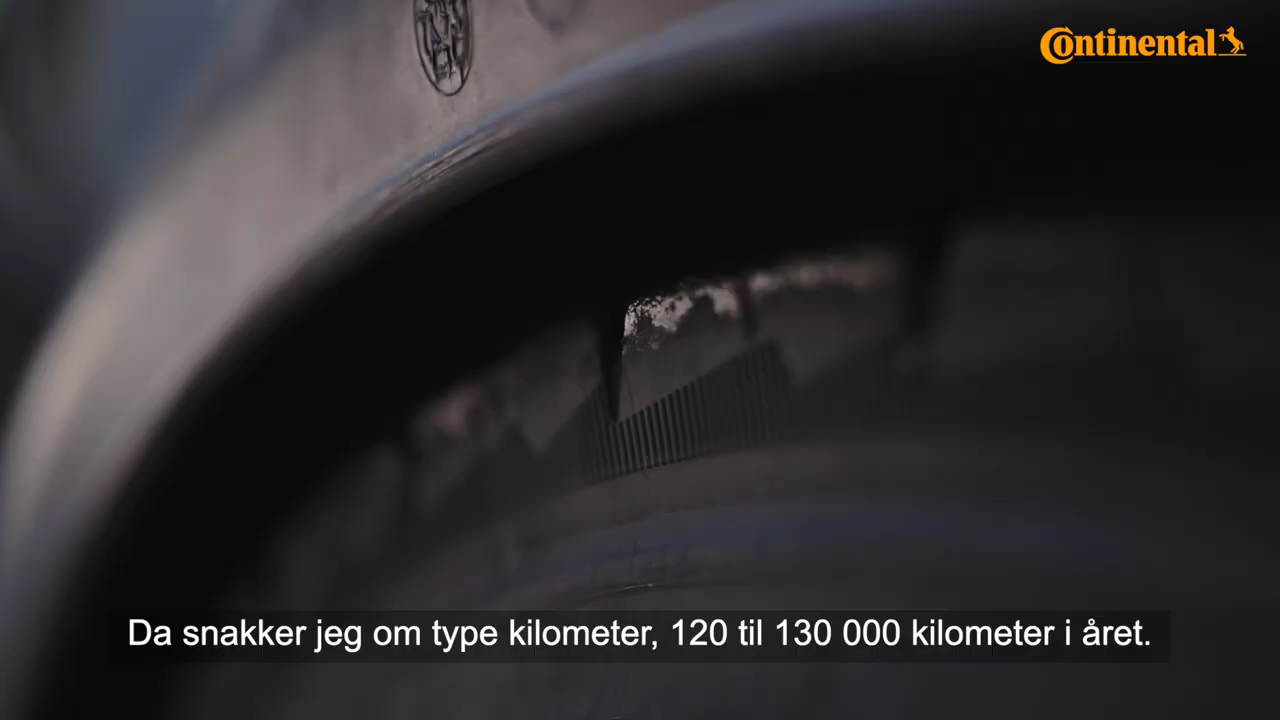 Continental
Da snakker jeg om type kilometer, 120 til 130 000 kilometer i året.